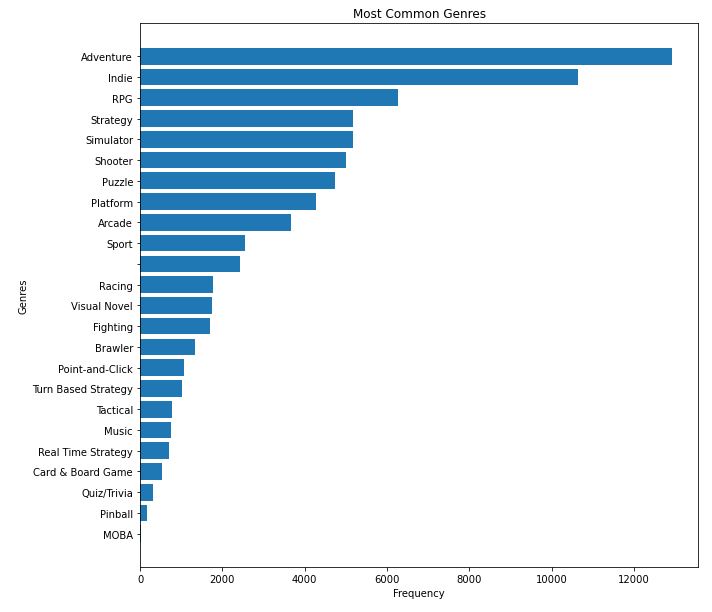 Most Common Genres
Adventure
Indie
RPG
Strategy
Simulator
Shooter
Puzzle
Platform
Arcade
Sport
Racing
Visual Novel
Fighting
Brawler
Point-and-Click
Turn Based Strategy
Tactical
Music
Real Time Strategy
Card & Board Game
Quiz/Trivia
Pinball
MOBA
Genres
0 2000 4000 6000 8000 10000 12000
Frequency